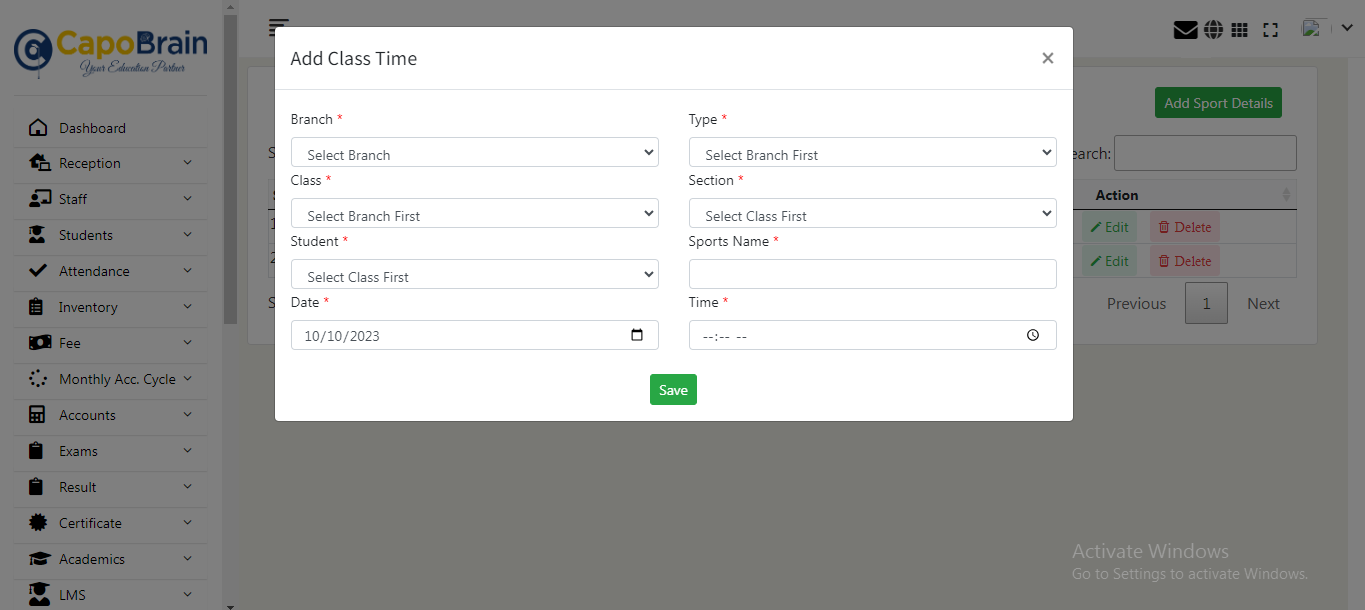 CapoBrain
Your Education Partner
Dashboard
Reception
Staff
Students
Attendance
Inventory
Fee
Monthly Acc. Cycle
Accounts
Exams
Result
Certificate
Academics
LMS
Add Class Time
×
Branch *
Select Branch
Type *
Select Branch First
Class *
Select Branch First
Section *
Select Class First
Student *
Select Class First
Sports Name *
Date *
10/10/2023
Time *
--:-- --
Save
Add Sport Details
earch:
Action
Edit Delete
Edit Delete
Previous 1 Next
Activate Windows
Go to Settings to activate Windows.